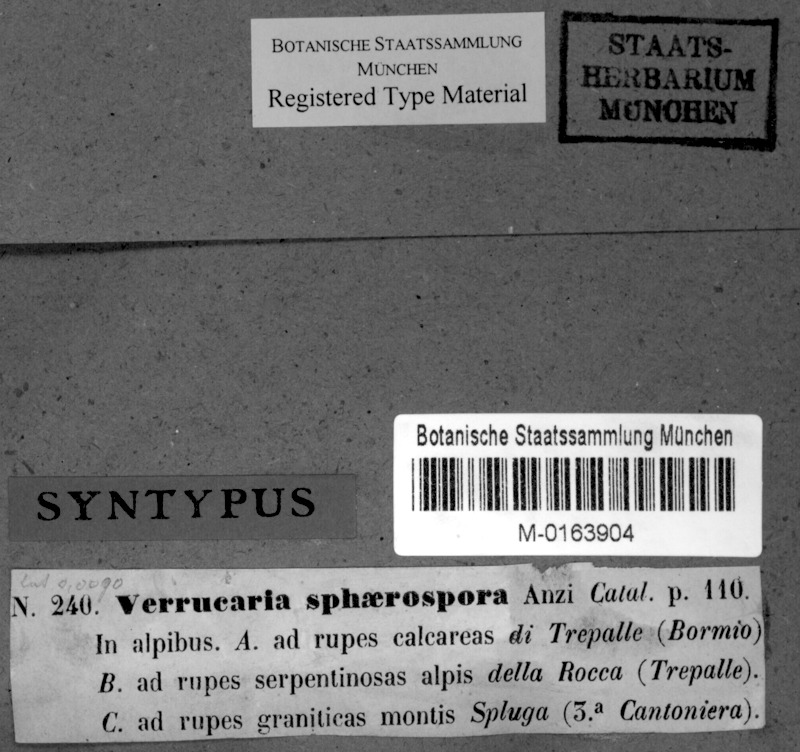 BOTANISCHE STAATSSAMMLUNG
MÜNCHEN
Registered Type Material
STAATS-
HERBARIUM
MÜNCHEN
Botanische Staatssammlung München
M-0163904
SYNTYPUS
N. 240. Verrucaria sphærospora Anzi Catal. p. 110.
In alpibus. A. ad rupes calcareas di Trepalle (Bormio)
B. ad rupes serpentinosas alpis della Rocca (Trepalle).
C. ad rupes graniticas montis Spluga (3.ª Cantoniera).